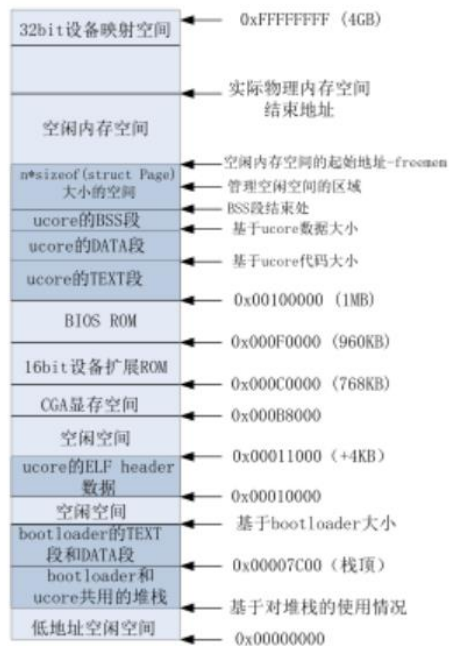 0xFFFFFFFF (4GB)
32bit设备映射空间
实际物理内存空间
结束地址
空闲内存空间
空闲内存空间的起始地址-freemem
n*sizeof(struct Page)
大小的空间
管理空闲空间的区域
BSS段结束处
ucore的BSS段
基于ucore数据大小
ucore的DATA段
基于ucore代码大小
ucore的TEXT段
0x00100000 (1MB)
BIOS ROM
0x000F0000 (960KB)
16bit设备扩展ROM
0x000C0000 (768KB)
CGA显存空间
0x000B8000
空闲空间
0x00011000 (+4KB)
ucore的ELF header
数据
0x00010000
空闲空间
基于bootloader大小
bootloader的TEXT
段和DATA段
0x00007C00 (栈顶)
bootloader和
ucore共用的堆栈
基于对堆栈的使用情况
低地址空闲空间
0x00000000